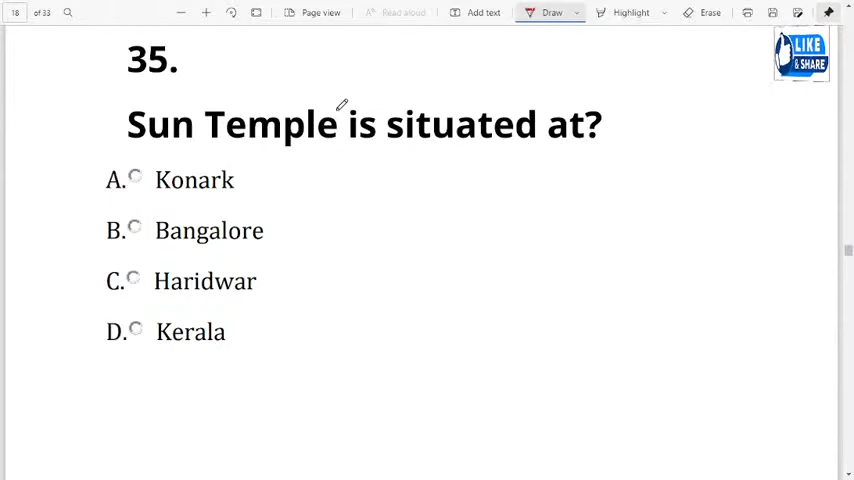 18 of 33 Page view Read aloud Add text Draw Highlight Erase
LIKE
& SHARE
35.
Sun Temple is situated at?
A. Konark
B. Bangalore
C. Haridwar
D. Kerala